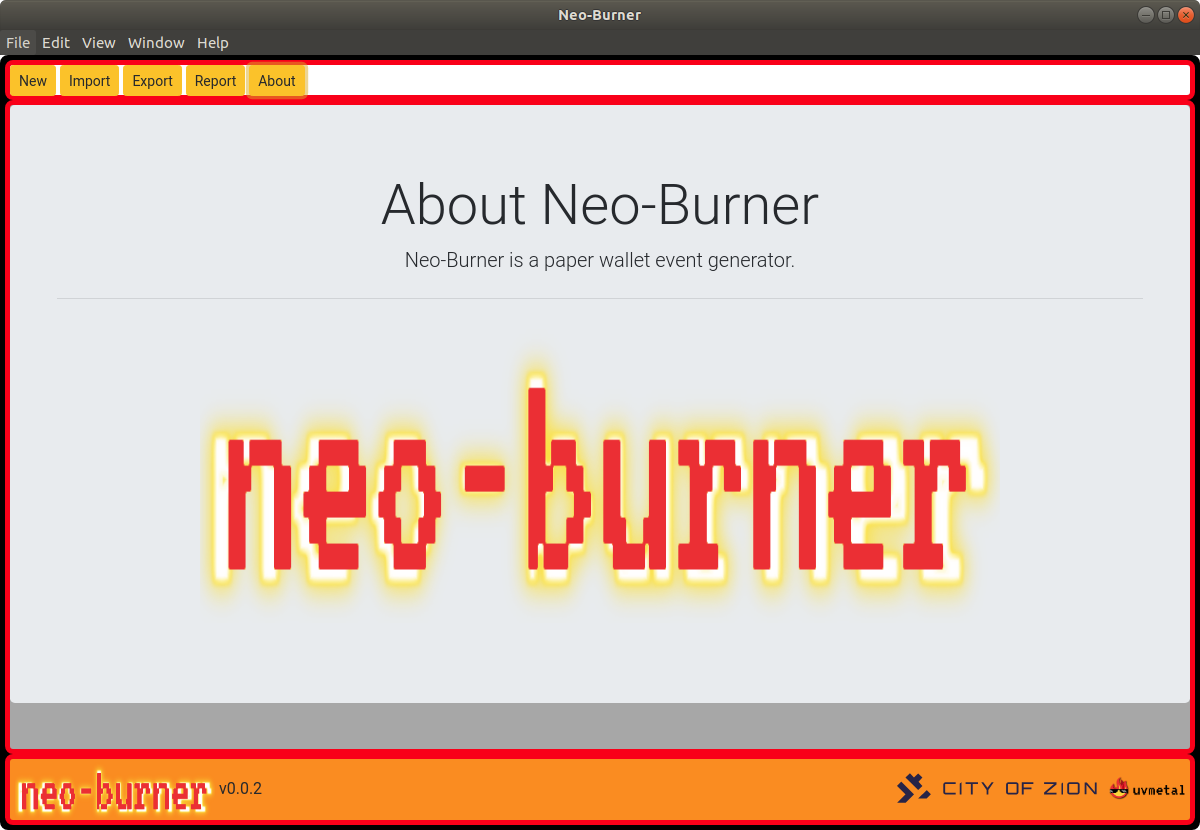 Neo-Burner
File Edit View Window Help
New Import Export Report About
About Neo-Burner
Neo-Burner is a paper wallet event generator.
neo-burner
neo-burner v0.0.2 CITY OF ZION uvmetal